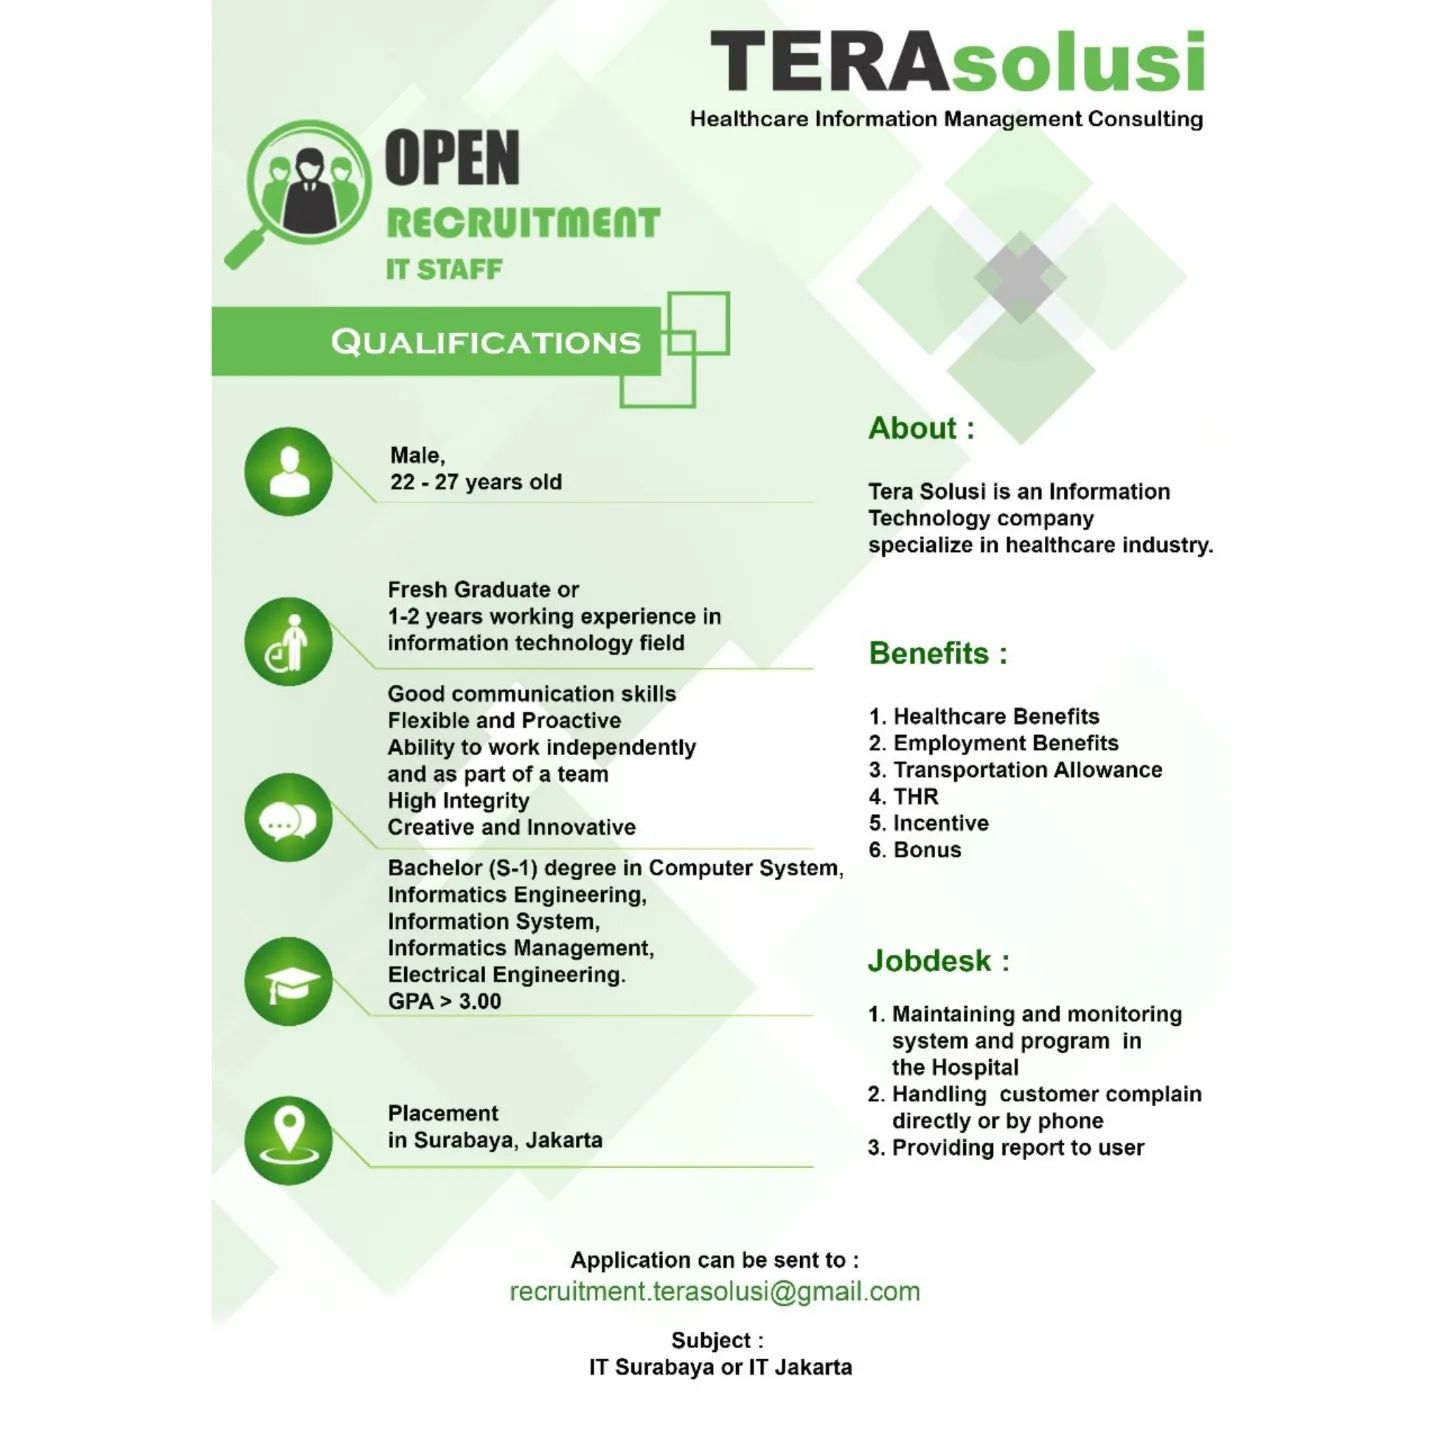 TERAsolusi
Healthcare Information Management Consulting
OPEN
RECRUITMENT
IT STAFF
QUALIFICATIONS
Male,
22 - 27 years old
Fresh Graduate or
1-2 years working experience in
information technology field
Good communication skills
Flexible and Proactive
Ability to work independently
and as part of a team
High Integrity
Creative and Innovative
Bachelor (S-1) degree in Computer System,
Informatics Engineering,
Information System,
Informatics Management,
Electrical Engineering.
GPA > 3.00
Placement
in Surabaya, Jakarta
About :
Tera Solusi is an Information
Technology company
specialize in healthcare industry.
Benefits :
1. Healthcare Benefits
2. Employment Benefits
3. Transportation Allowance
4. THR
5. Incentive
6. Bonus
Jobdesk :
1. Maintaining and monitoring
system and program in
the Hospital
2. Handling customer complain
directly or by phone
3. Providing report to user
Application can be sent to :
recruitment.terasolusi@gmail.com
Subject :
IT Surabaya or IT Jakarta